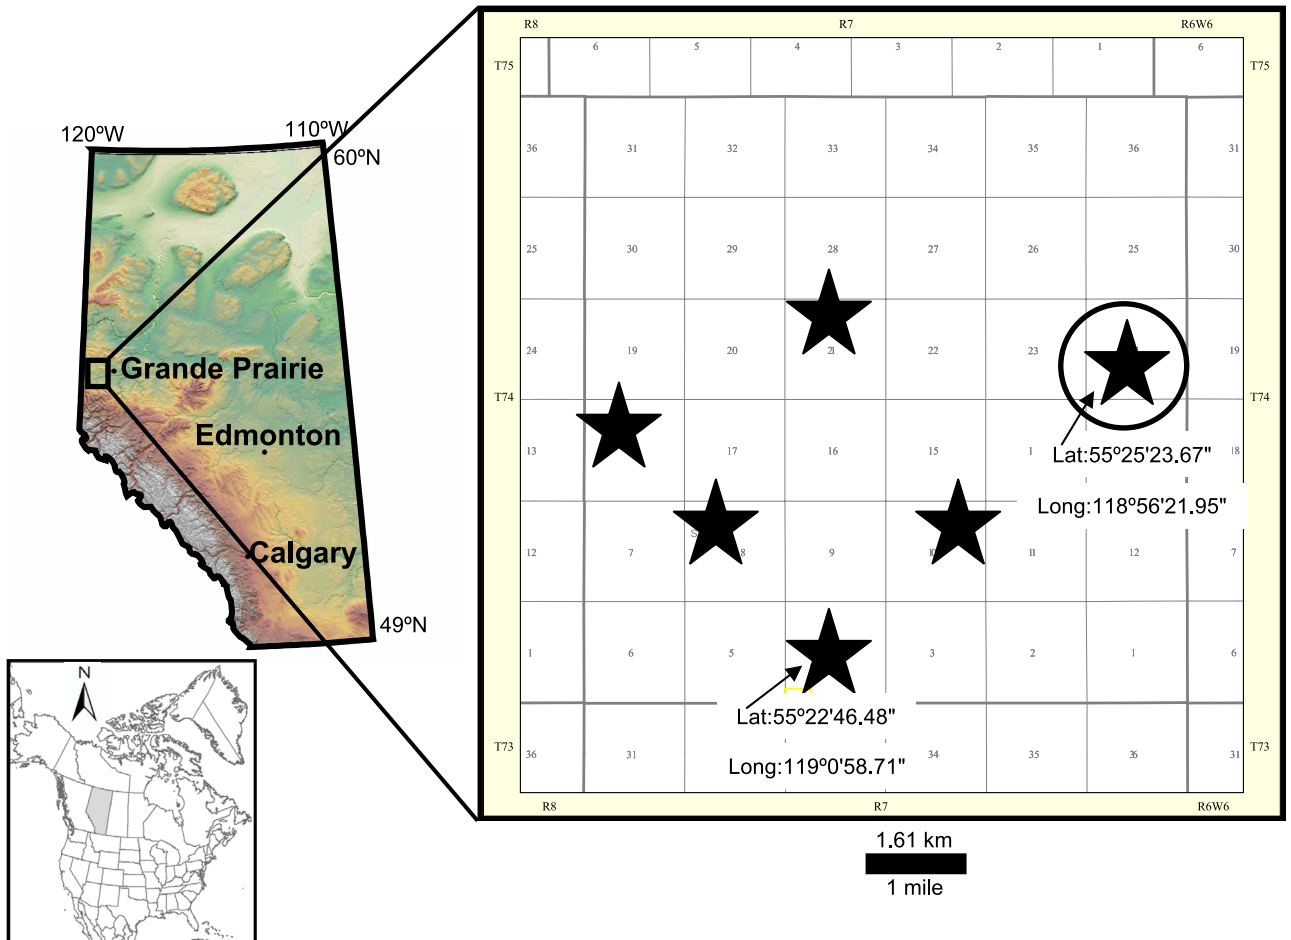 R8 R7 R6W6
T75 6 5 4 3 2 1 6 T75
120ºW 110ºW
60ºN
36 31 32 33 34 35 36 31
25 30 28 27 26 25 30
29
24 19 20 21 22 23 19
Grande Prairie
T74 T74
Edmonton
13 17 16 15 18
Lat:55º25'23.67"
Long:118º56'21.95"
12 7 8 9 10 11 12 7
Calgary
49ºN
1 6 5 3 2 1 6
N
Lat:55º22'46.48"
T73 36 31 34 35 36 31 T73
Long:119º0'58.71"
R8 R7 R6W6
1.61 km
1 mile